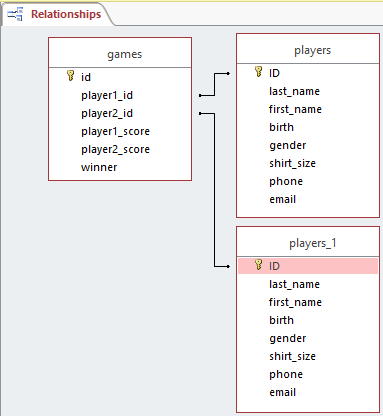 Relationships
games
id
player1_id
player2_id
player1_score
player2_score
winner
players
ID
last_name
first_name
birth
gender
shirt_size
phone
email
players_1
ID
last_name
first_name
birth
gender
shirt_size
phone
email